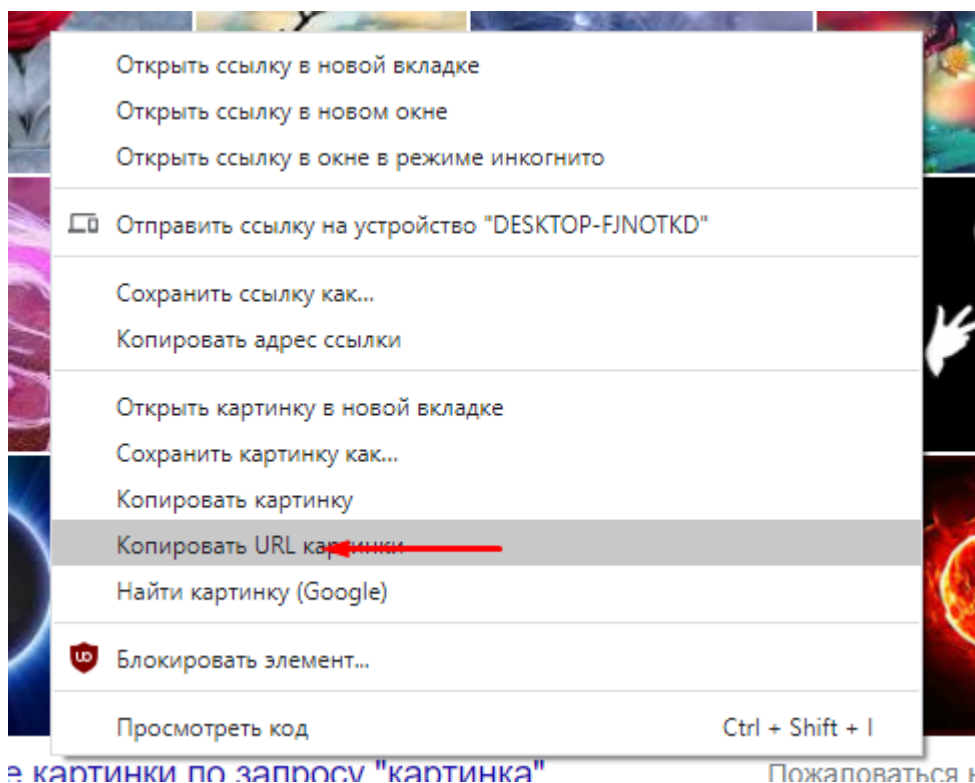 Открыть ссылку в новой вкладке
Открыть ссылку в новом окне
Открыть ссылку в окне в режиме инкогнито
Отправить ссылку на устройство "DESKTOP-FJNOTKD"
Сохранить ссылку как...
Копировать адрес ссылки
Открыть картинку в новой вкладке
Сохранить картинку как...
Копировать картинку
Копировать URL картинки
Найти картинку (Google)
Блокировать элемент...
Просмотреть код Ctrl + Shift + I
е картинки по запросу "картинка" Пожаловаться